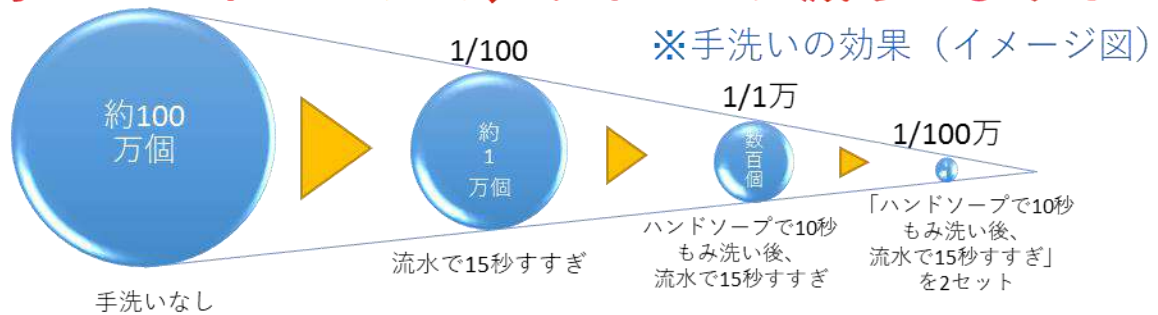 ※手洗いの効果（イメージ図）
約100
万個
手洗いなし
1/100
約
1
万個
流水で15秒すすぎ
1/1万
数
百
個
ハンドソープで10秒
もみ洗い後、
流水で15秒すすぎ
1/100万
「ハンドソープで10秒
もみ洗い後、
流水で15秒すすぎ」
を2セット